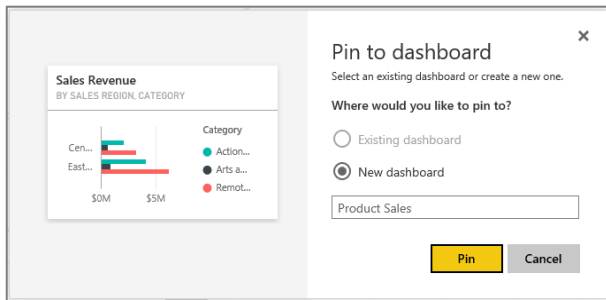 Pin to dashboard
Select an existing dashboard or create a new one.
Where would you like to pin to?
Existing dashboard
New dashboard
Product Sales
Pin
Cancel
Sales Revenue
BY SALES REGION, CATEGORY
Category
Cen...
East...
Action...
Arts a...
Remot...
$0M
$5M